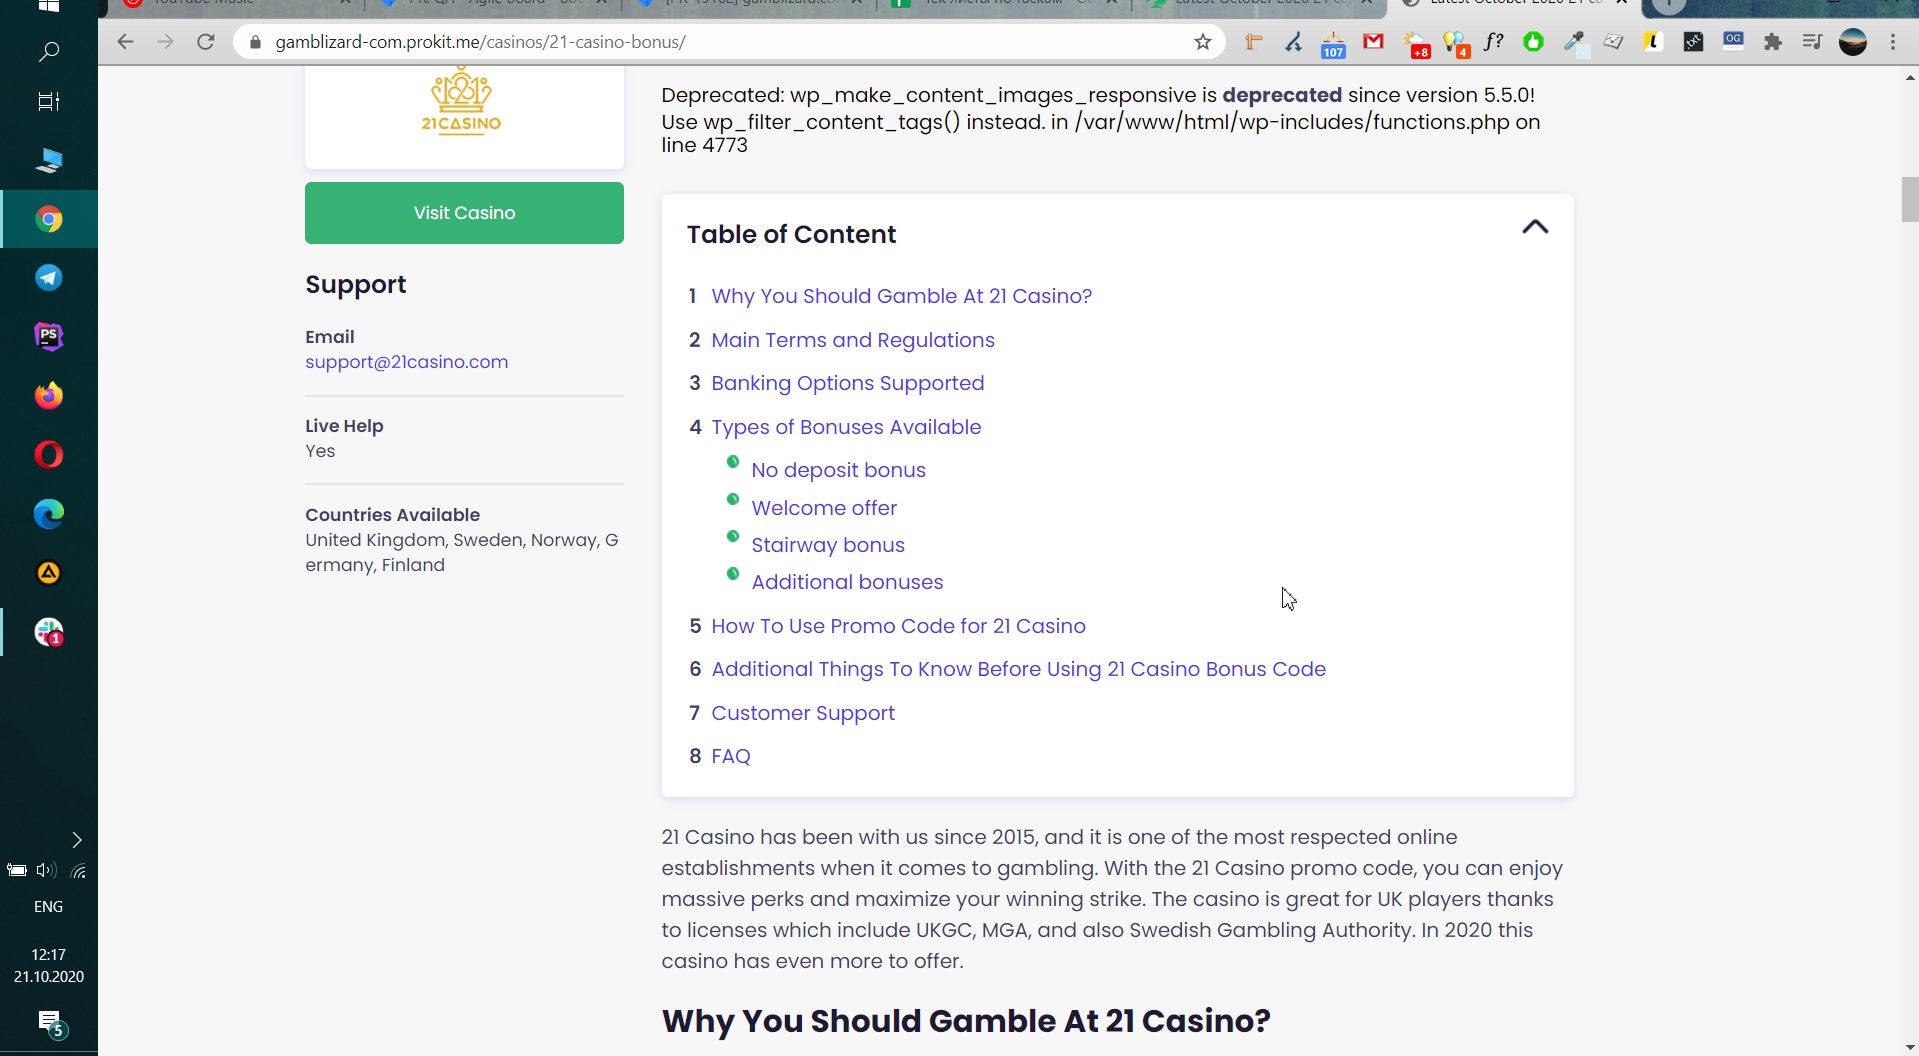 YouTube Music
gamblizard-com.prokit.me/casinos/21-casino-bonus/
107
+8
4
f?
OG
21CASINO
Visit Casino
Support
Email
support@21casino.com
Live Help
Yes
Countries Available
United Kingdom, Sweden, Norway, G
ermany, Finland
Deprecated: wp_make_content_images_responsive is deprecated since version 5.5.0!
Use wp_filter_content_tags() instead. in /var/www/html/wp-includes/functions.php on
line 4773
Table of Content
1 Why You Should Gamble At 21 Casino?
2 Main Terms and Regulations
3 Banking Options Supported
4 Types of Bonuses Available
No deposit bonus
Welcome offer
Stairway bonus
Additional bonuses
5 How To Use Promo Code for 21 Casino
6 Additional Things To Know Before Using 21 Casino Bonus Code
7 Customer Support
8 FAQ
21 Casino has been with us since 2015, and it is one of the most respected online
establishments when it comes to gambling. With the 21 Casino promo code, you can enjoy
massive perks and maximize your winning strike. The casino is great for UK players thanks
to licenses which include UKGC, MGA, and also Swedish Gambling Authority. In 2020 this
casino has even more to offer.
Why You Should Gamble At 21 Casino?
PS
1
ENG
12:17
21.10.2020
5